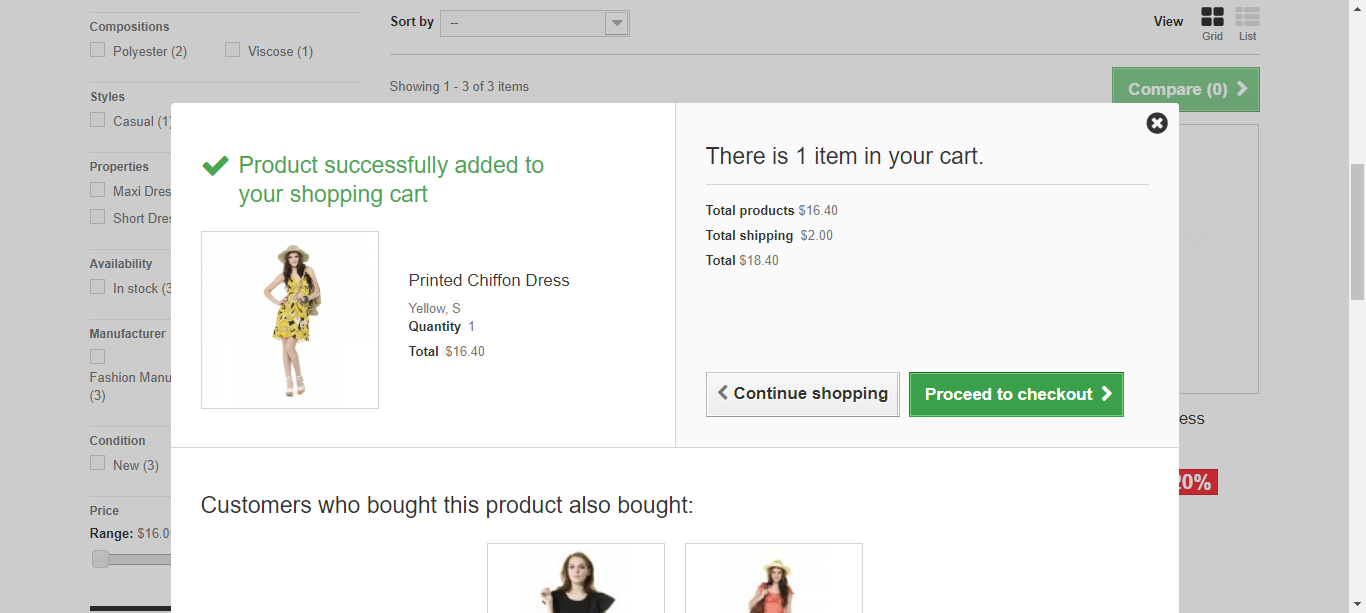 Compositions
Polyester (2) Viscose (1)
Styles
Casual (1)
Properties
Maxi Dres
Short Dres
Availability
In stock (3
Manufacturer
Fashion Manu
(3)
Condition
New (3)
Price
Range: $16.0
Sort by --
View
Grid List
Showing 1 - 3 of 3 items
Compare (0)
Product successfully added to
your shopping cart
Printed Chiffon Dress
Yellow, S
Quantity 1
Total $16.40
There is 1 item in your cart.
Total products $16.40
Total shipping $2.00
Total $18.40
Continue shopping
Proceed to checkout
ess
20%
Customers who bought this product also bought: